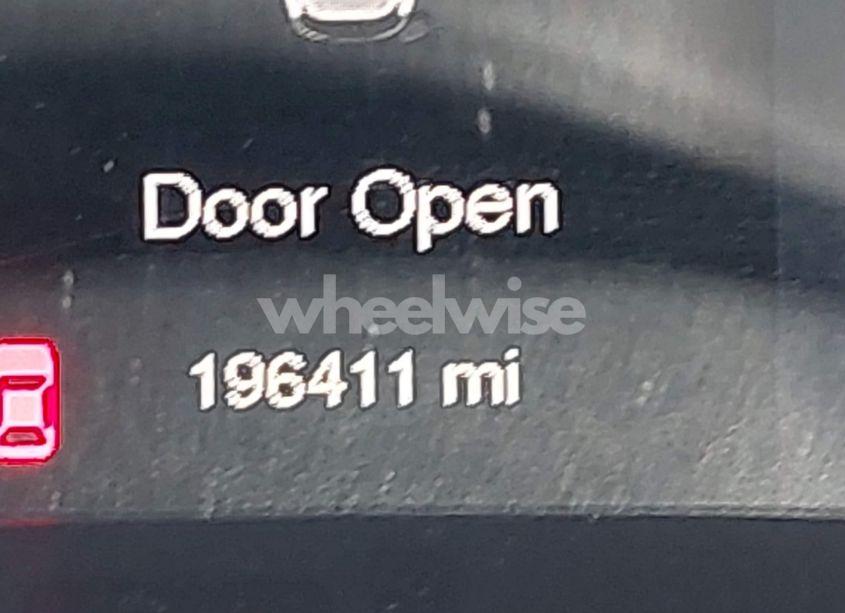 Door Open
wheelwise
196411 mi